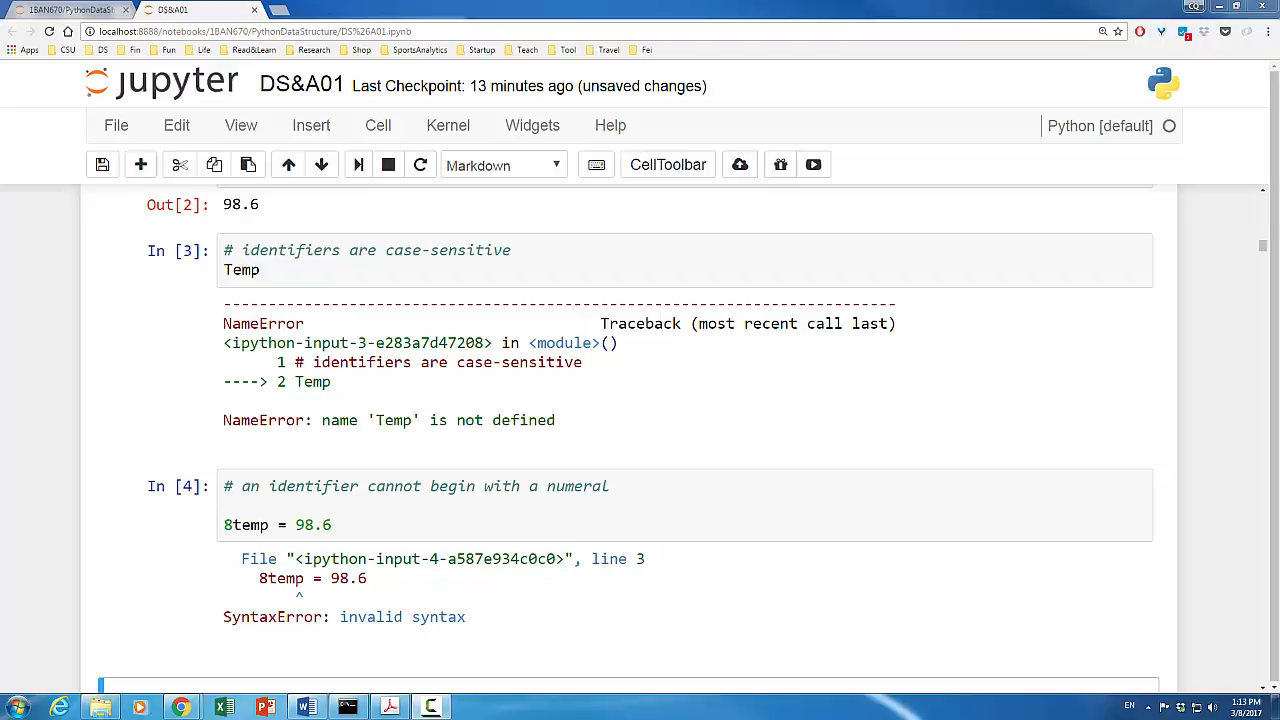 1BAN670/PythonDataSt
DS&A01
localhost:8888/notebooks/1BAN670/PythonDataStructure/DS%26A01.ipynb
Apps CSU DS Fin Fun Life Read&Learn Research Shop SportsAnalytics Startup Teach Tool Travel Fei
jupyter DS&A01 Last Checkpoint: 13 minutes ago (unsaved changes)
File Edit View Insert Cell Kernel Widgets Help Python [default]
Markdown CellToolbar
Out[2]: 98.6
In [3]: # identifiers are case-sensitive
Temp
---------------------------------------------------------------------------
NameError Traceback (most recent call last)
<ipython-input-3-e283a7d47208> in <module>()
1 # identifiers are case-sensitive
----> 2 Temp
NameError: name 'Temp' is not defined
In [4]: # an identifier cannot begin with a numeral
8temp = 98.6
File "<ipython-input-4-a587e934c0c0>", line 3
8temp = 98.6
^
SyntaxError: invalid syntax
EN 1:13 PM
3/8/2017